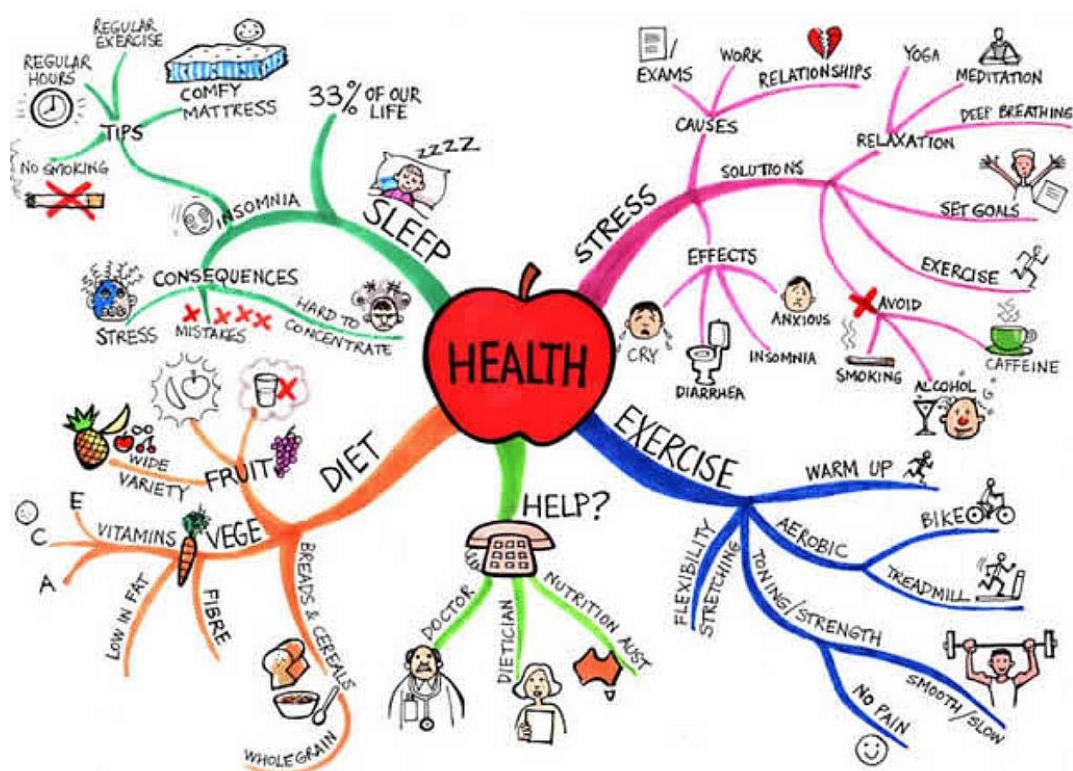 HEALTH
SLEEP
33% OF OUR
LIFE
ZZZZ
INSOMNIA
TIPS
REGULAR
HOURS
REGULAR
EXERCISE
COMFY
MATTRESS
NO SMOKING
CONSEQUENCES
STRESS
MISTAKES
HARD TO
CONCENTRATE
STRESS
CAUSES
EXAMS
WORK
RELATIONSHIPS
SOLUTIONS
RELAXATION
YOGA
MEDITATION
DEEP BREATHING
SET GOALS
EXERCISE
AVOID
SMOKING
ALCOHOL
CAFFEINE
EFFECTS
CRY
DIARRHEA
INSOMNIA
ANXIOUS
EXERCISE
WARM UP
AEROBIC
BIKE
TREADMILL
TONING/STRENGTH
SMOOTH/SLOW
NO PAIN
FLEXIBILITY
STRETCHING
HELP?
DOCTOR
DIETICIAN
NUTRITION AUST
DIET
FRUIT
WIDE
VARIETY
VEGE
VITAMINS
E
C
A
LOW IN FAT
FIBRE
BREADS & CEREALS
WHOLEGRAIN